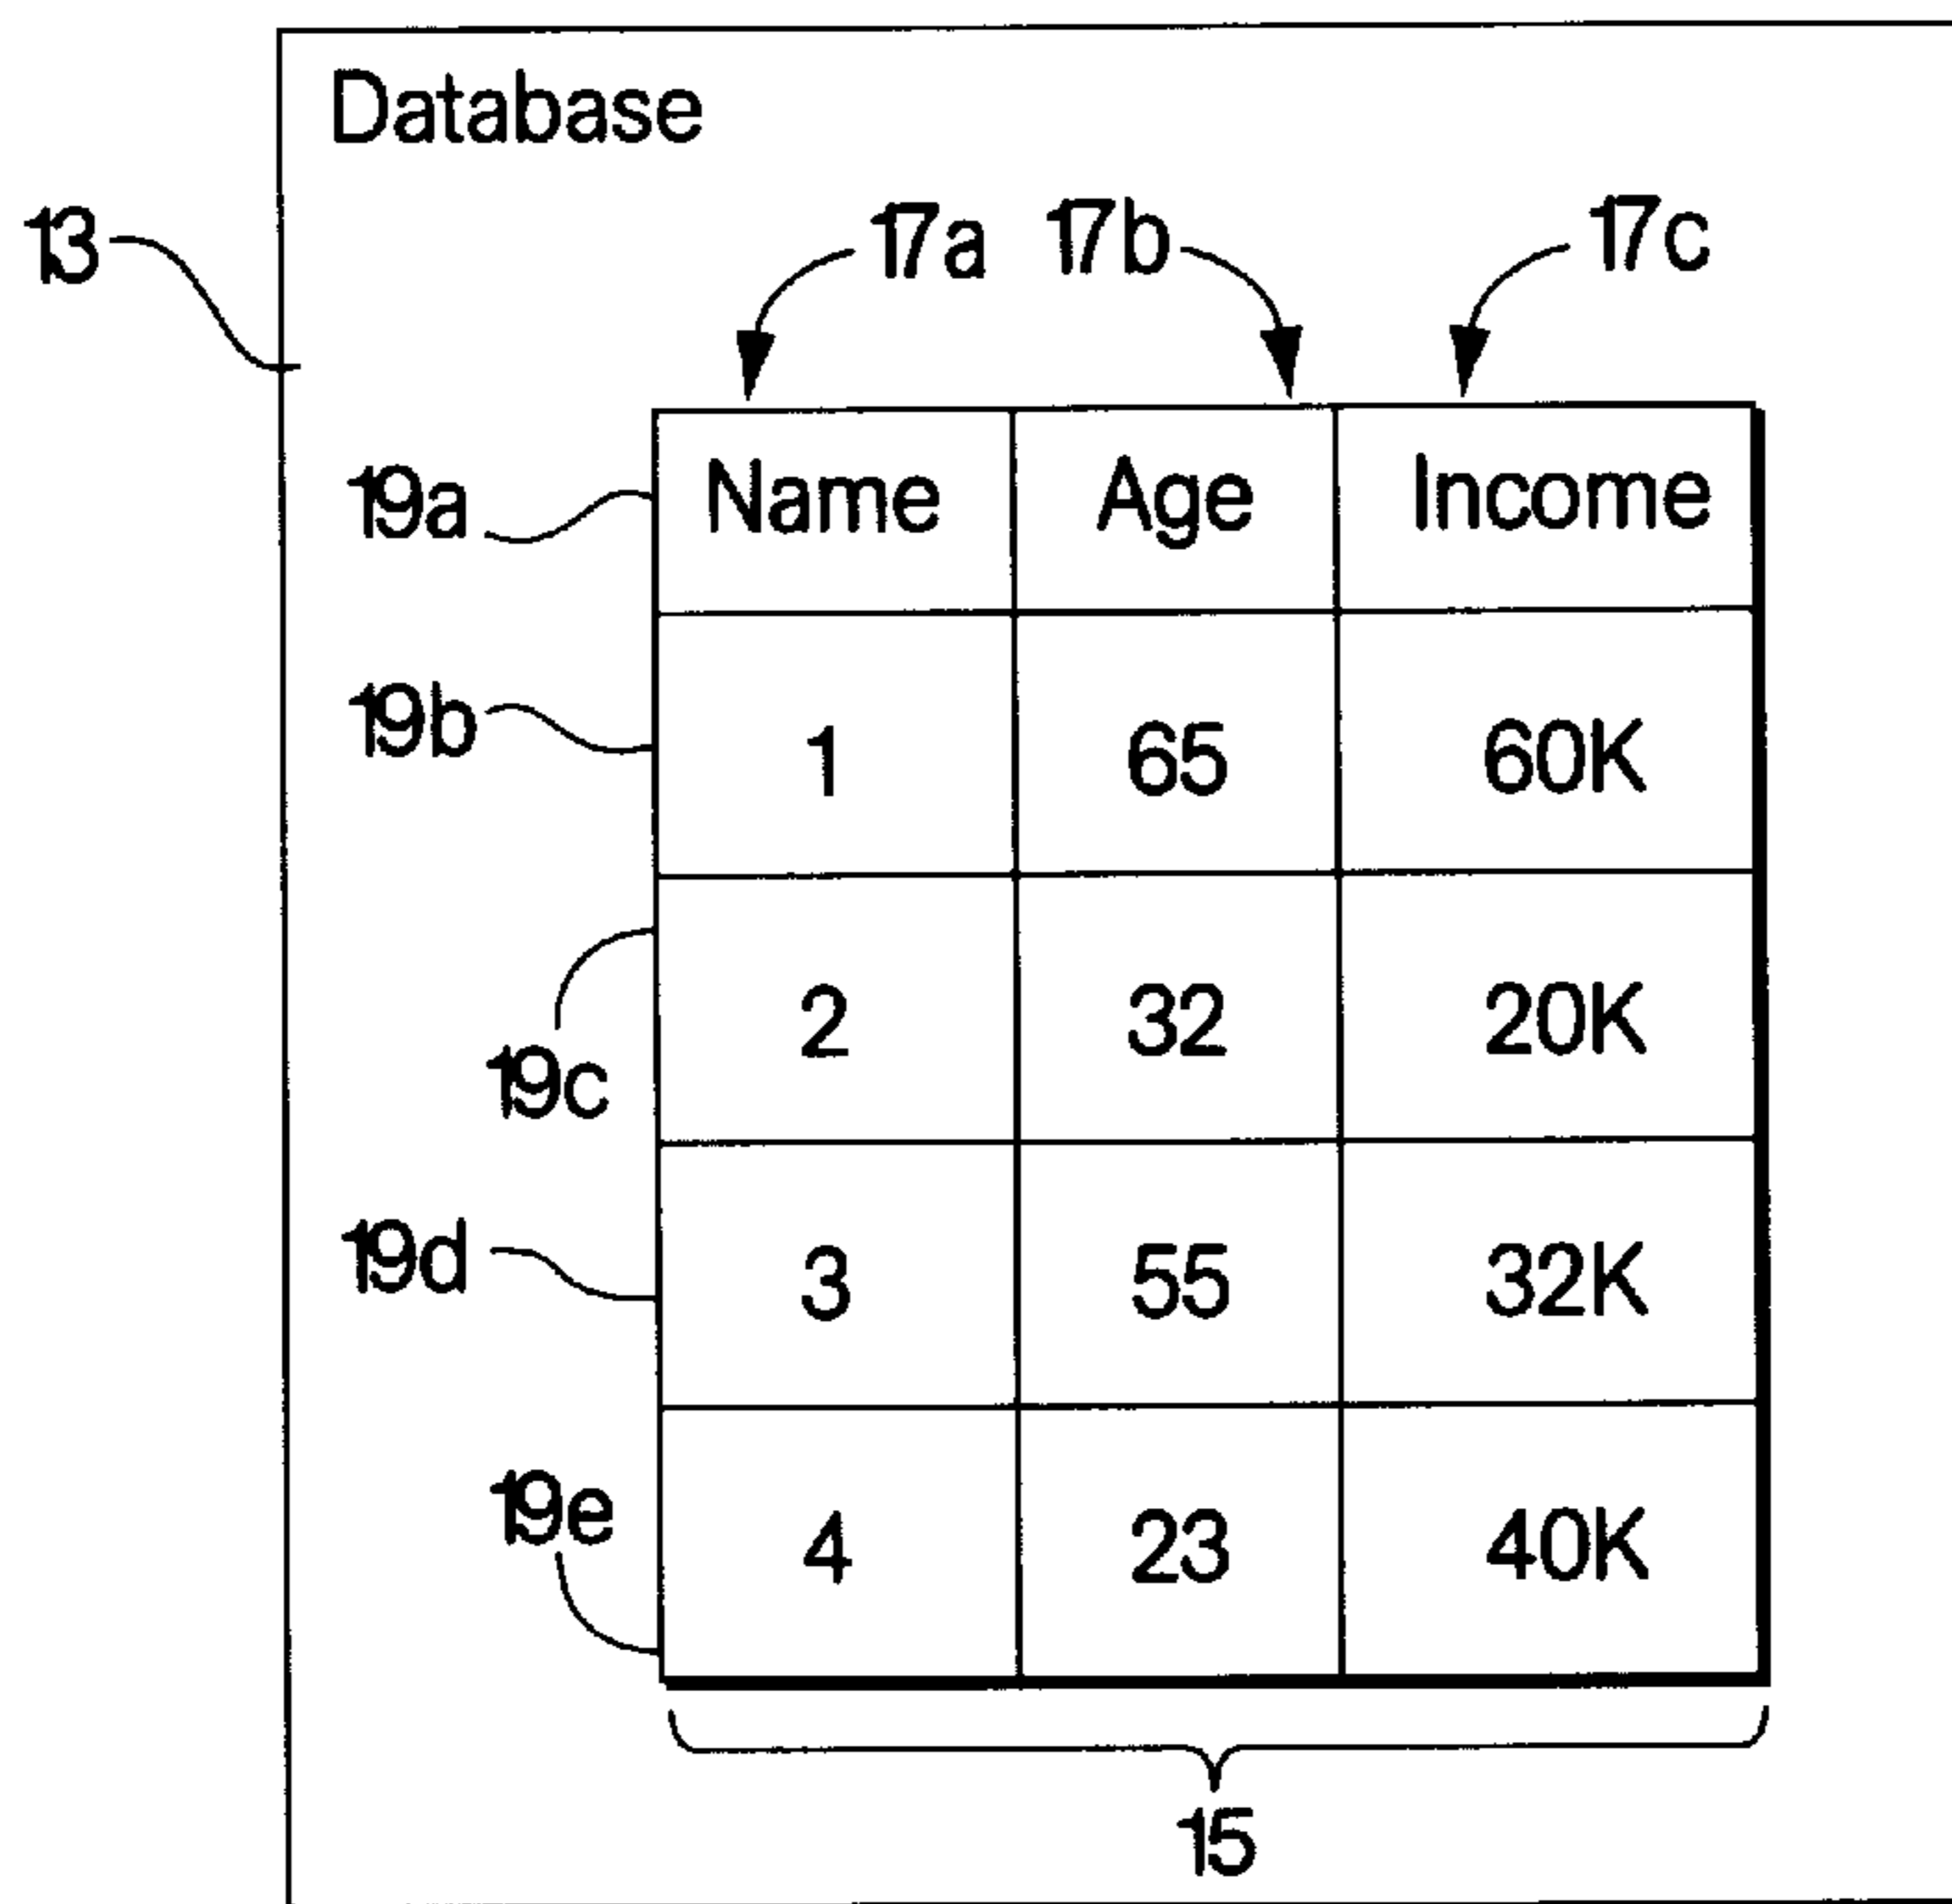 Database
13
17a 17b 17c
19a Name Age Income
19b 1 65 60K
2 32 20K
19c
19d 3 55 32K
19e 4 23 40K
15